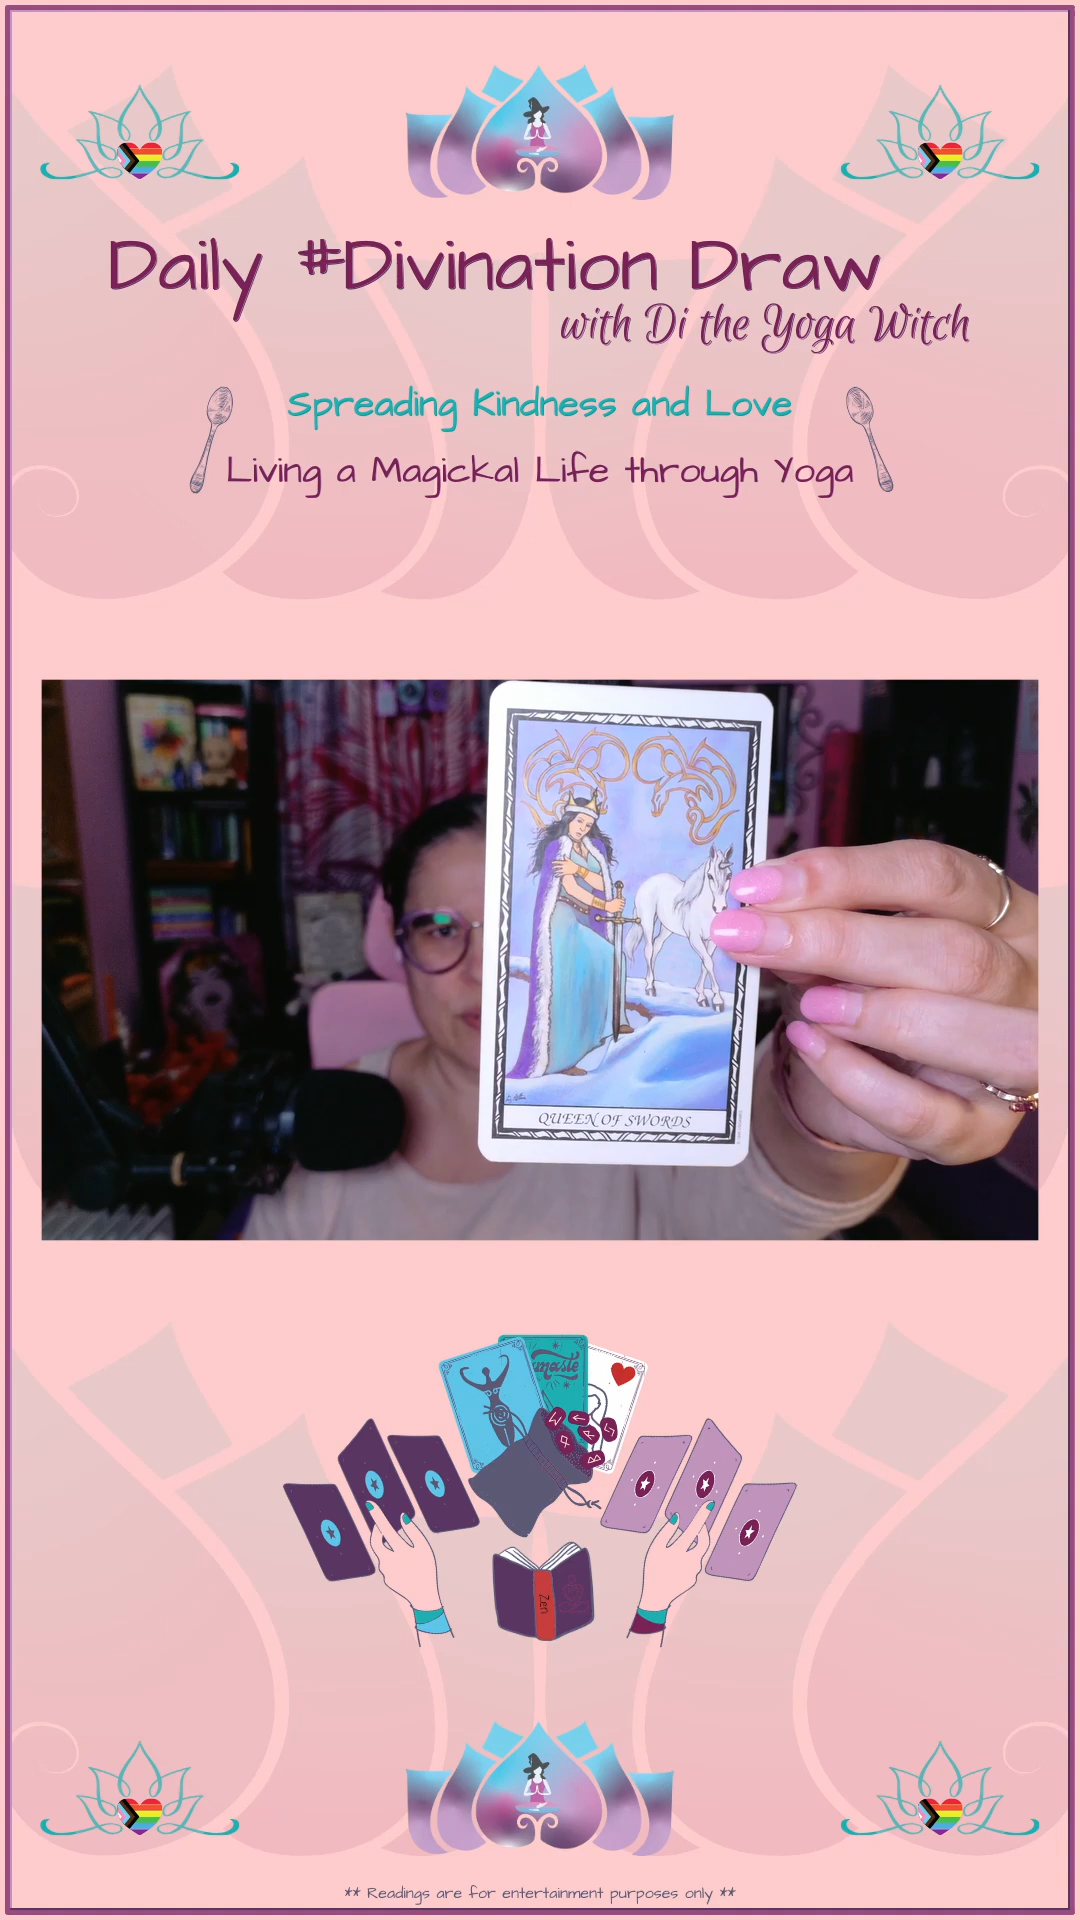 Daily #Divination Draw
with Di the Yoga Witch
Spreading Kindness and Love
Living a Magickal Life through Yoga
QUEEN OF SWORDS
maste
Zen
** Readings are for entertainment purposes only **